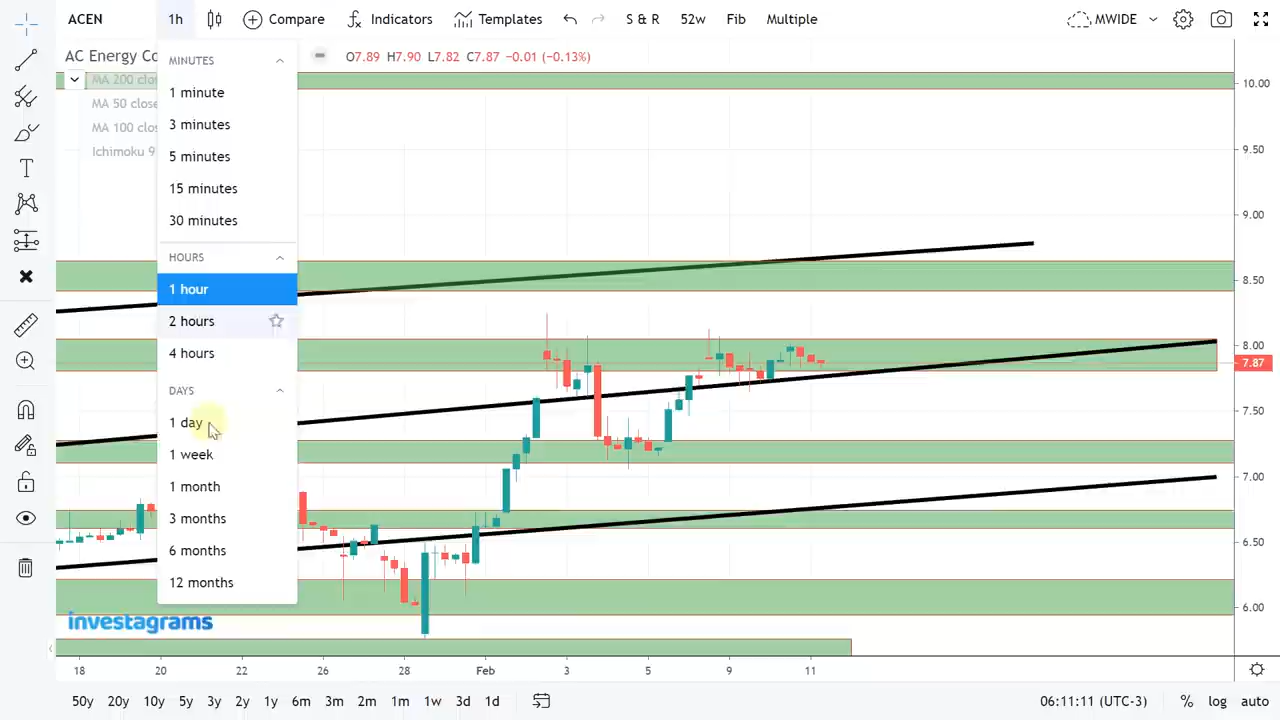 ACEN 1h Compare Indicators Templates S & R 52w Fib Multiple MWIDE
AC Energy Co O7.89 H7.90 L7.82 C7.87 −0.01 (−0.13%)
MA 200 clo
MA 50 close
MA 100 clos
Ichimoku 9
MINUTES
1 minute
3 minutes
5 minutes
15 minutes
30 minutes
HOURS
1 hour
2 hours
4 hours
DAYS
1 day
1 week
1 month
3 months
6 months
12 months
10.00
9.50
9.00
8.50
8.00
7.87
7.50
7.00
6.50
6.00
investagrams
18 20 22 26 28 Feb 3 5 9 11
50y 20y 10y 5y 3y 2y 1y 6m 3m 2m 1m 1w 3d 1d 06:11:11 (UTC-3) % log auto